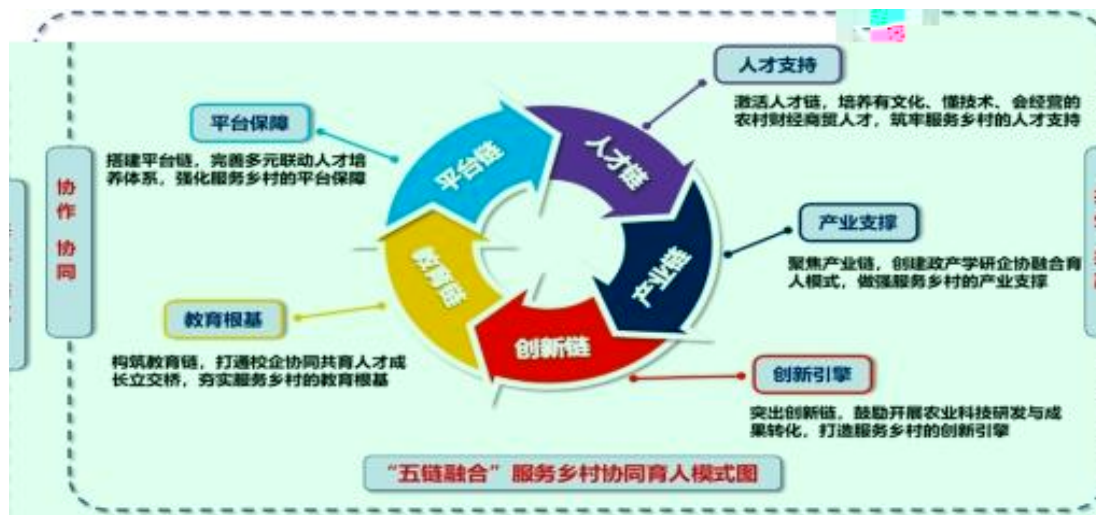 人才支持
激活人才链，培养有文化、懂技术、会经营的
农村财经商贸人才，筑牢服务乡村的人才支持
平台保障
搭建平台链，完善多元联动人才培
养体系，强化服务乡村的平台保障
协作 协同
平台链
人才链
产业链
创新链
教育链
产业支撑
聚焦产业链，创建政产学研企协融合育
人模式，做强服务乡村的产业支撑
教育根基
构筑教育链，打通校企协同共育人才成
长立交桥，夯实服务乡村的教育根基
创新引擎
突出创新链，鼓励开展农业科技研发与成
果转化，打造服务乡村的创新引擎
“五链融合”服务乡村协同育人模式图